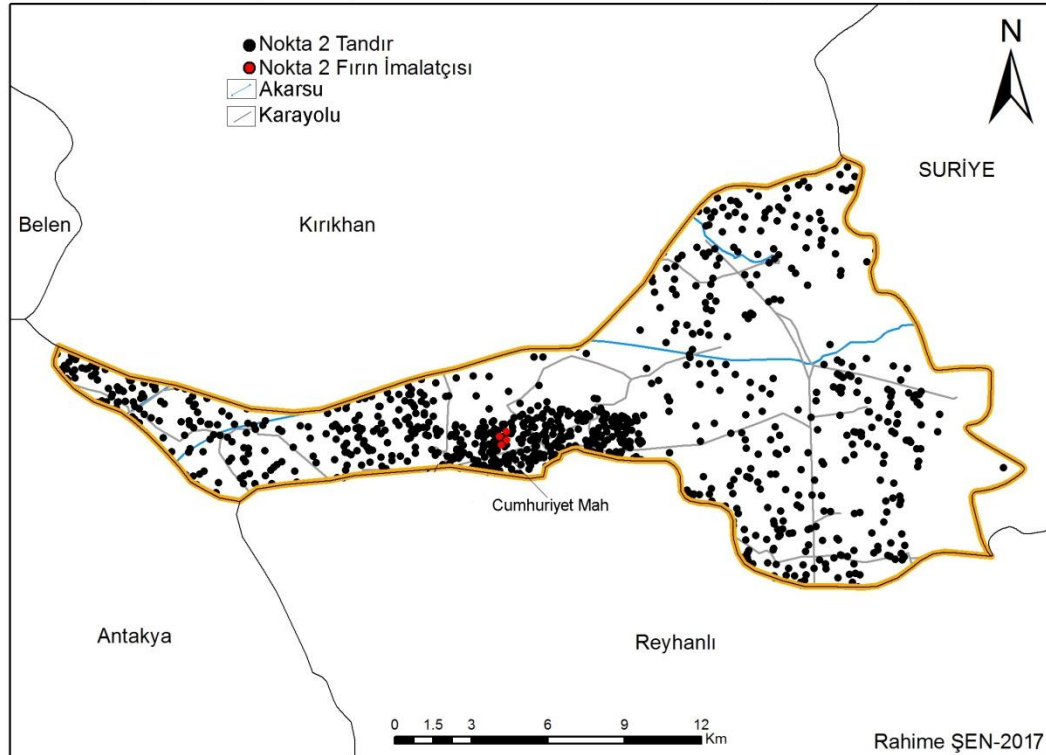 Nokta 2 Tandır
Nokta 2 Fırın İmalatçısı
Akarsu
Karayolu
N
SURİYE
Belen
Kırıkhan
Cumhuriyet Mah
Antakya
Reyhanlı
0 1.5 3 6 9 12
Km
Rahime ŞEN-2017